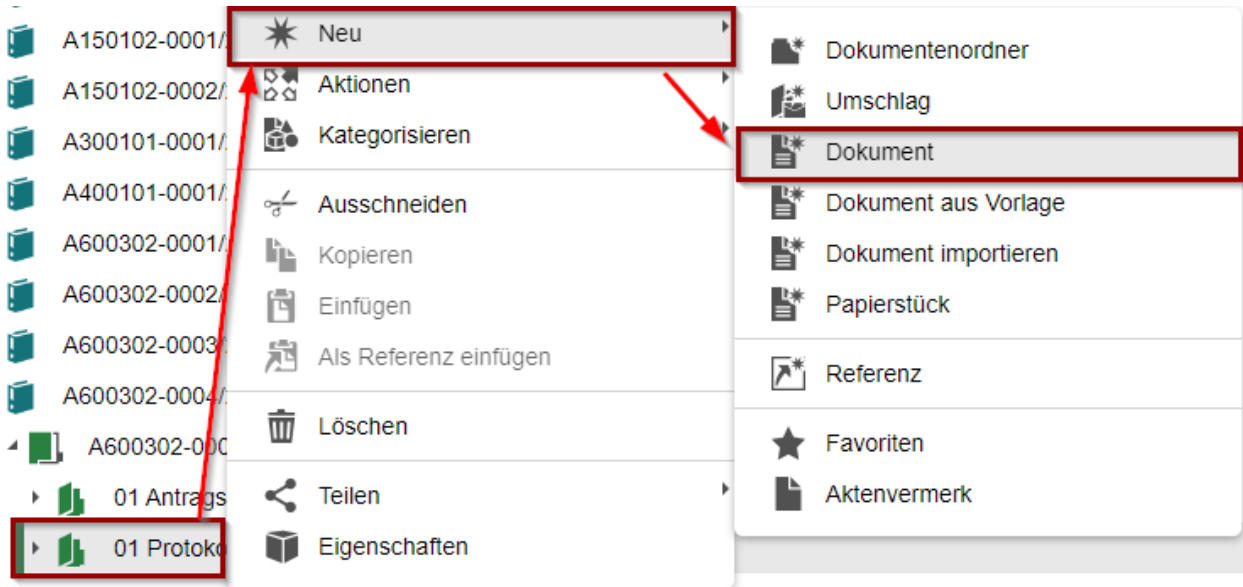 A150102-0001/
A150102-0002/
A300101-0001/
A400101-0001/
A600302-0001/
A600302-0002/
A600302-0003/
A600302-0004/
A600302-000
01 Antrags
01 Protoko
Neu
Aktionen
Kategorisieren
Ausschneiden
Kopieren
Einfügen
Als Referenz einfügen
Löschen
Teilen
Eigenschaften
Dokumentenordner
Umschlag
Dokument
Dokument aus Vorlage
Dokument importieren
Papierstück
Referenz
Favoriten
Aktenvermerk